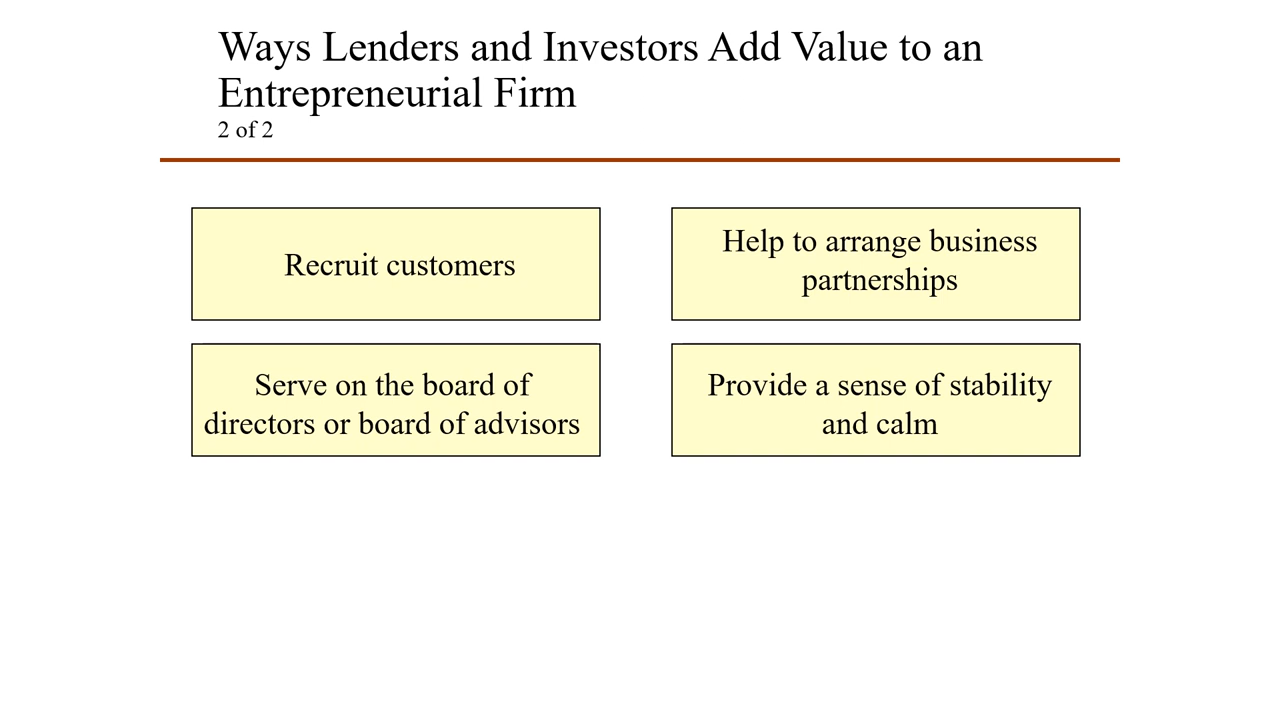 Ways Lenders and Investors Add Value to an
Entrepreneurial Firm
2 of 2
Recruit customers
Help to arrange business
partnerships
Serve on the board of
directors or board of advisors
Provide a sense of stability
and calm